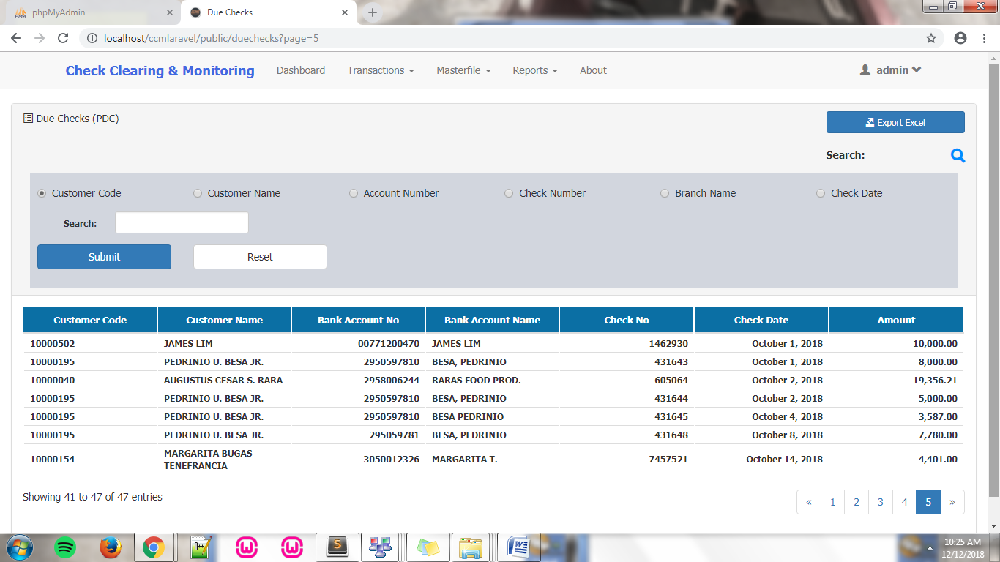 phpMyAdmin
Due Checks
localhost/ccmlaravel/public/duechecks?page=5
Check Clearing & Monitoring Dashboard Transactions Masterfile Reports About admin
Due Checks (PDC)
Export Excel
Search:
Customer Code Customer Name Account Number Check Number Branch Name Check Date
Search:
Submit Reset
Customer Code Customer Name Bank Account No Bank Account Name Check No Check Date Amount
10000502 JAMES LIM 00771200470 JAMES LIM 1462930 October 1, 2018 10,000.00
10000195 PEDRINIO U. BESA JR. 2950597810 BESA, PEDRINIO 431643 October 1, 2018 8,000.00
10000040 AUGUSTUS CESAR S. RARA 2958006244 RARAS FOOD PROD. 605064 October 2, 2018 19,356.21
10000195 PEDRINIO U. BESA JR. 2950597810 BESA, PEDRINIO 431644 October 2, 2018 5,000.00
10000195 PEDRINIO U. BESA JR. 2950597810 BESA PEDRINIO 431645 October 4, 2018 3,587.00
10000195 PEDRINIO U. BESA JR. 295059781 BESA, PEDRINIO 431648 October 8, 2018 7,780.00
10000154 MARGARITA BUGAS TENEFRANCIA 3050012326 MARGARITA T. 7457521 October 14, 2018 4,401.00
Showing 41 to 47 of 47 entries
« 1 2 3 4 5 »
10:25 AM
12/12/2018